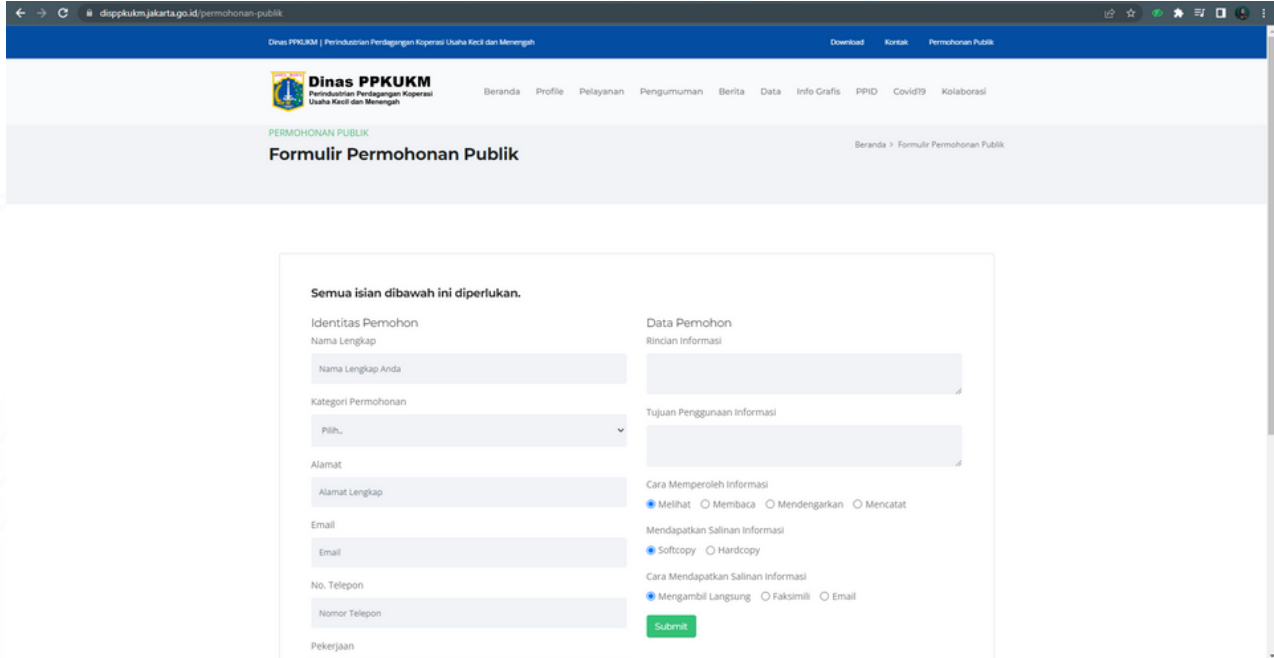 disppkukm.jakarta.go.id/permohonan-publik
Dinas PPKUKM | Perindustrian Perdagangan Koperasi Usaha Kecil dan Menengah
Download Kontak Permohonan Publik
Dinas PPKUKM
Perindustrian Perdagangan Koperasi
Usaha Kecil dan Menengah
Beranda Profile Pelayanan Pengumuman Berita Data Info Grafis PPID Covid19 Kolaborasi
PERMOHONAN PUBLIK
Formulir Permohonan Publik
Beranda > Formulir Permohonan Publik
Semua isian dibawah ini diperlukan.
Identitas Pemohon
Nama Lengkap
Nama Lengkap Anda
Kategori Permohonan
Pilih..
Alamat
Alamat Lengkap
Email
Email
No. Telepon
Nomor Telepon
Pekerjaan
Data Pemohon
Rincian Informasi
Tujuan Penggunaan Informasi
Cara Memperoleh Informasi
Melihat Membaca Mendengarkan Mencatat
Mendapatkan Salinan Informasi
Softcopy Hardcopy
Cara Mendapatkan Salinan Informasi
Mengambil Langsung Faksimili Email
Submit